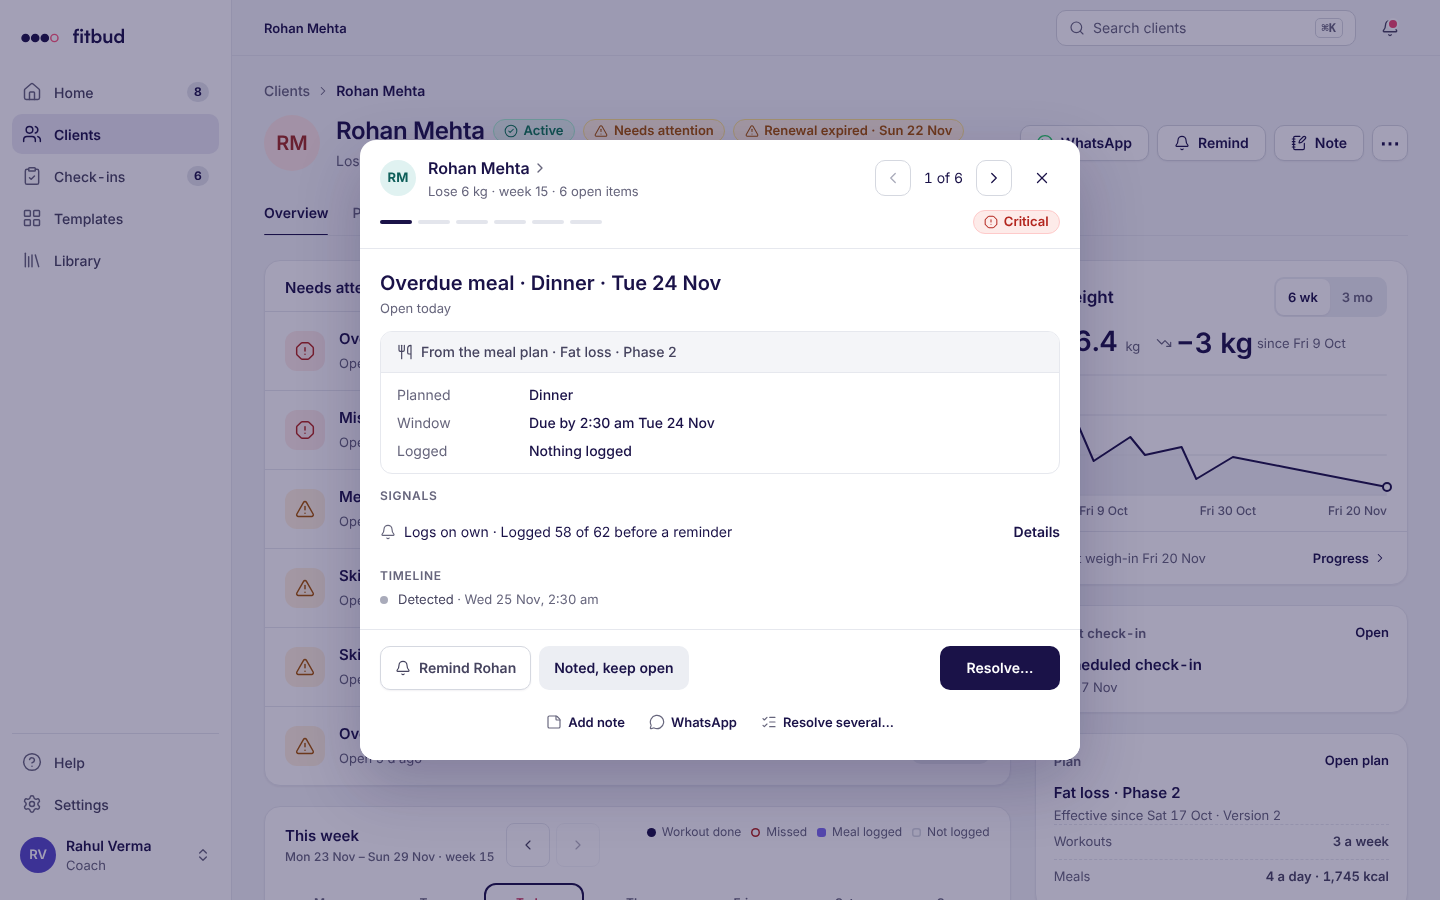 fitbud
Rohan Mehta
Search clients
⌘K
Home 8
Clients
Check-ins 6
Templates
Library
Help
Settings
RV
Rahul Verma
Coach
Clients > Rohan Mehta
RM
Rohan Mehta
Active
Needs attention
Renewal expired · Sun 22 Nov
WhatsApp
Remind
Note
Overview
RM
Rohan Mehta
Lose 6 kg · week 15 · 6 open items
1 of 6
Critical
Overdue meal · Dinner · Tue 24 Nov
Open today
From the meal plan · Fat loss · Phase 2
Planned Dinner
Window Due by 2:30 am Tue 24 Nov
Logged Nothing logged
SIGNALS
Logs on own · Logged 58 of 62 before a reminder
Details
TIMELINE
Detected · Wed 25 Nov, 2:30 am
Remind Rohan
Noted, keep open
Resolve...
Add note
WhatsApp
Resolve several...
6 wk
3 mo
kg
−3 kg since Fri 9 Oct
Fri 9 Oct
Fri 30 Oct
Fri 20 Nov
weigh-in Fri 20 Nov
Progress
check-in
Open
7 Nov
Plan
Open plan
Fat loss · Phase 2
Effective since Sat 17 Oct · Version 2
Workouts 3 a week
Meals 4 a day · 1,745 kcal
This week
Mon 23 Nov – Sun 29 Nov · week 15
Workout done
Missed
Meal logged
Not logged